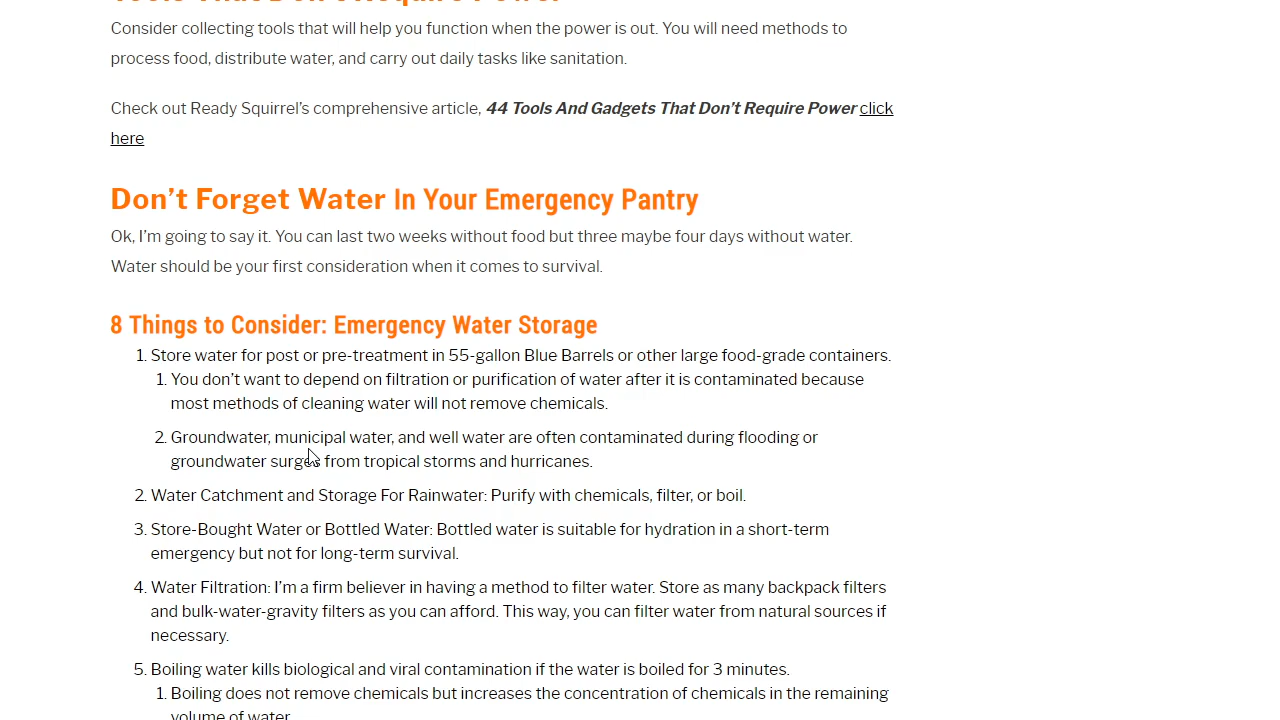 Tools That Don't Require Power
Consider collecting tools that will help you function when the power is out. You will need methods to
process food, distribute water, and carry out daily tasks like sanitation.
Check out Ready Squirrel's comprehensive article, 44 Tools And Gadgets That Don't Require Power click
here
Don't Forget Water In Your Emergency Pantry
Ok, I'm going to say it. You can last two weeks without food but three maybe four days without water.
Water should be your first consideration when it comes to survival.
8 Things to Consider: Emergency Water Storage
1. Store water for post or pre-treatment in 55-gallon Blue Barrels or other large food-grade containers.
1. You don't want to depend on filtration or purification of water after it is contaminated because
most methods of cleaning water will not remove chemicals.
2. Groundwater, municipal water, and well water are often contaminated during flooding or
groundwater surges from tropical storms and hurricanes.
2. Water Catchment and Storage For Rainwater: Purify with chemicals, filter, or boil.
3. Store-Bought Water or Bottled Water: Bottled water is suitable for hydration in a short-term
emergency but not for long-term survival.
4. Water Filtration: I'm a firm believer in having a method to filter water. Store as many backpack filters
and bulk-water-gravity filters as you can afford. This way, you can filter water from natural sources if
necessary.
5. Boiling water kills biological and viral contamination if the water is boiled for 3 minutes.
1. Boiling does not remove chemicals but increases the concentration of chemicals in the remaining
volume of water.